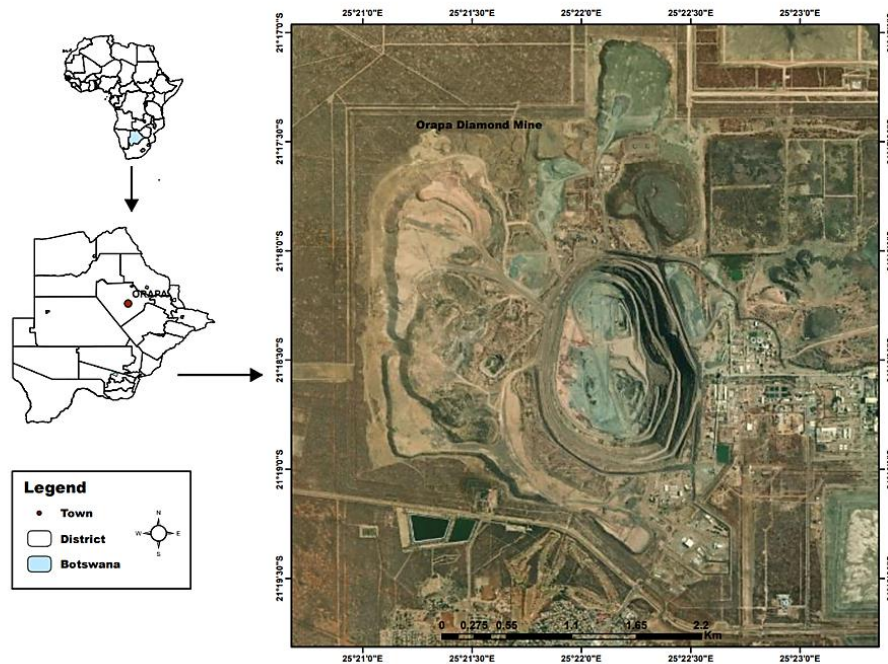 25°21'0"E
25°21'30"E
25°22'0"E
25°22'30"E
25°23'0"E
21°17'0"S
21°17'30"S
21°18'0"S
21°18'30"S
21°19'0"S
21°19'30"S
Orapa Diamond Mine
ORAPA
Legend
Town
District
Botswana
N
W E
S
0 0.275 0.55 1.1 1.65 2.2
Km
25°21'0"E
25°21'30"E
25°22'0"E
25°22'30"E
25°23'0"E